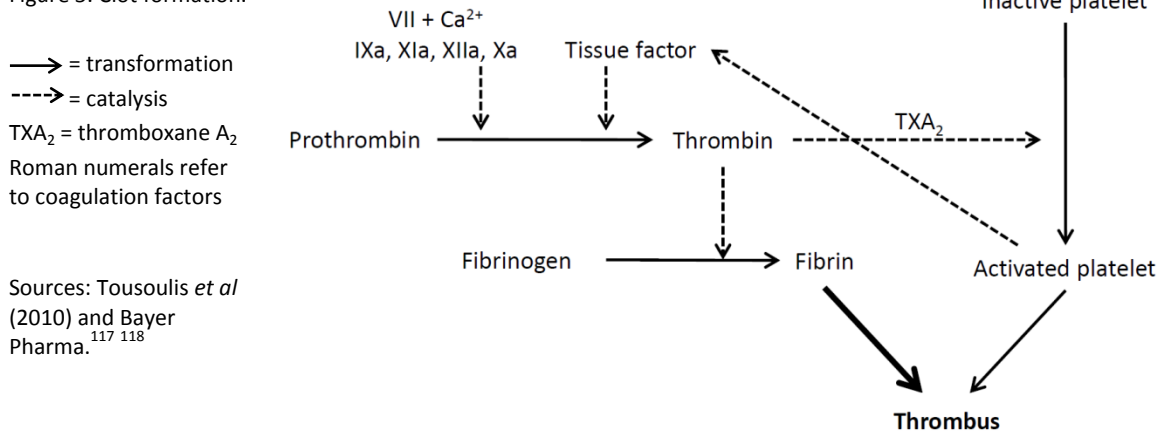 Figure 3. Clot formation.
Inactive platelet
VII + Ca²⁺
IXa, XIa, XIIa, Xa
Tissue factor
= transformation
= catalysis
TXA₂ = thromboxane A₂
Roman numerals refer
to coagulation factors
Prothrombin
Thrombin
TXA₂
Fibrinogen
Fibrin
Activated platelet
Sources: Tousoulis et al
(2010) and Bayer
Pharma.¹¹⁷ ¹¹⁸
Thrombus